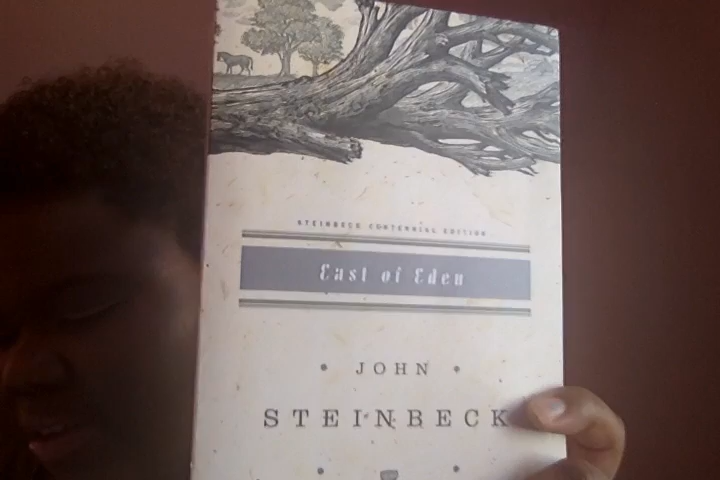 STEINBECK CENTENNIAL EDITION
East of Eden
• JOHN •
STEINBECK